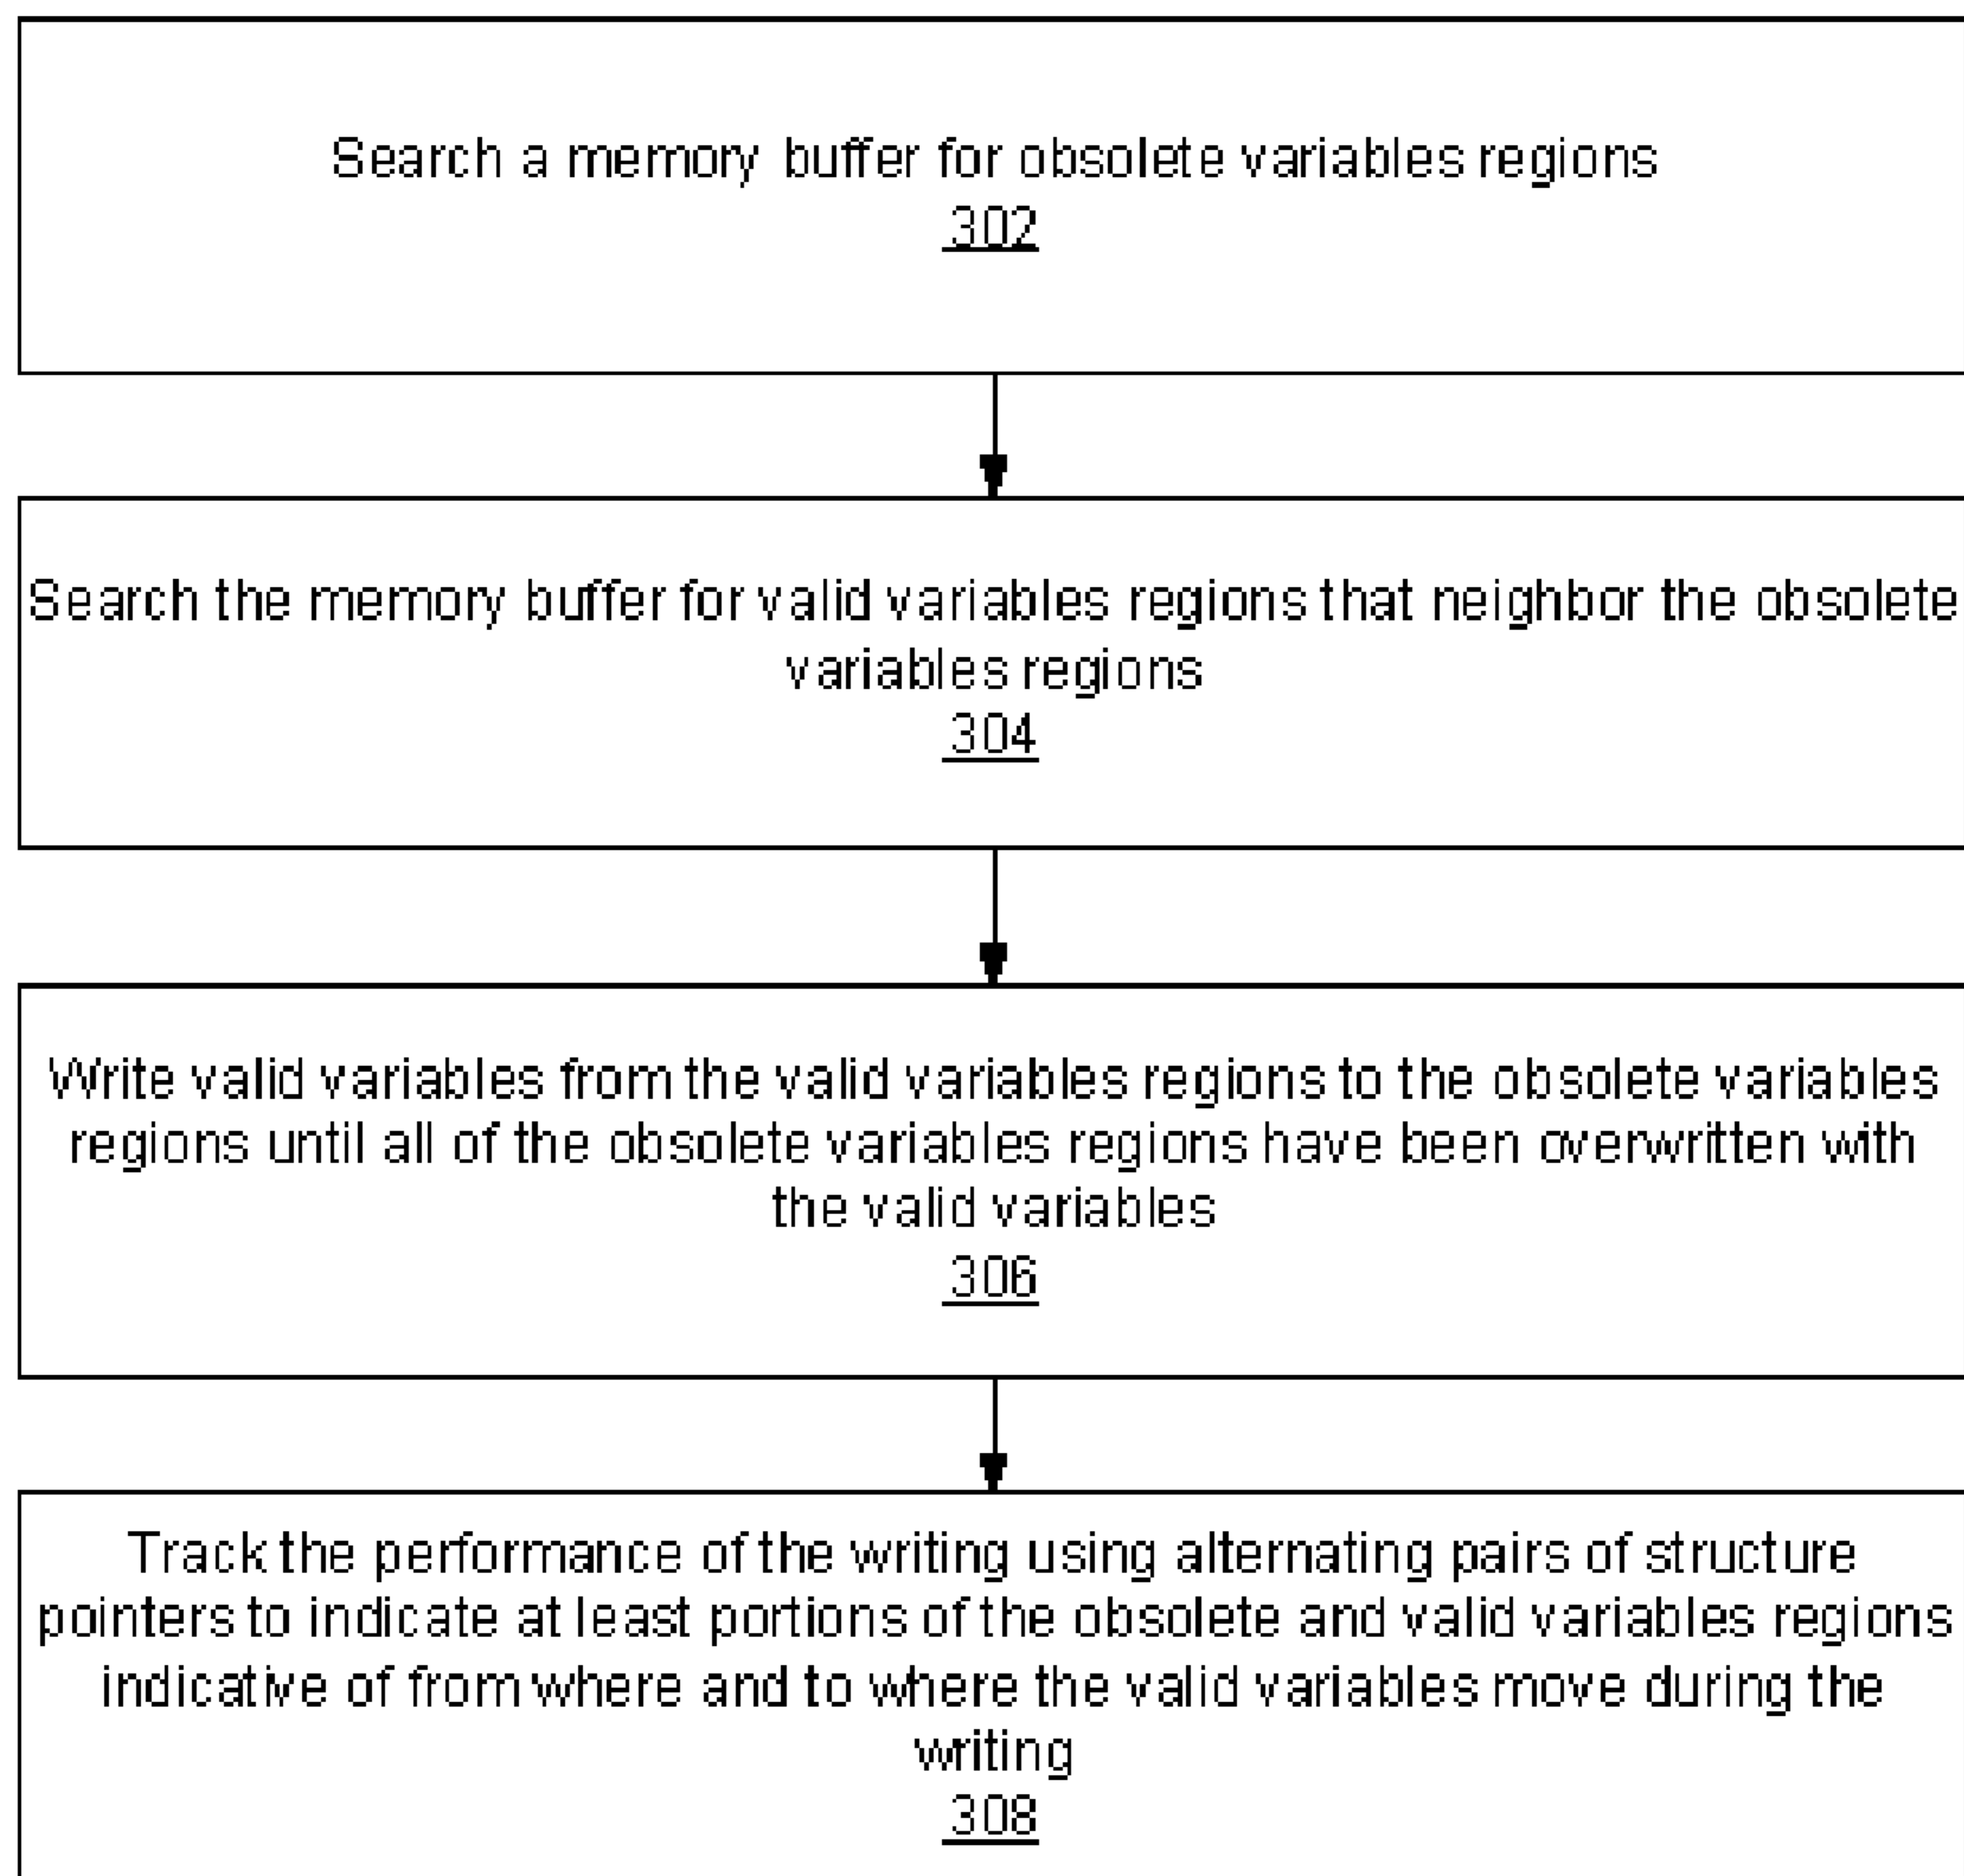 Search a memory buffer for obsolete variables regions
302
Search the memory buffer for valid variables regions that neighbor the obsolete
variables regions
304
Write valid variables from the valid variables regions to the obsolete variables
regions until all of the obsolete variables regions have been overwritten with
the valid variables
306
Track the performance of the writing using alternating pairs of structure
pointers to indicate at least portions of the obsolete and valid variables regions
indicative of from where and to where the valid variables move during the
writing
308